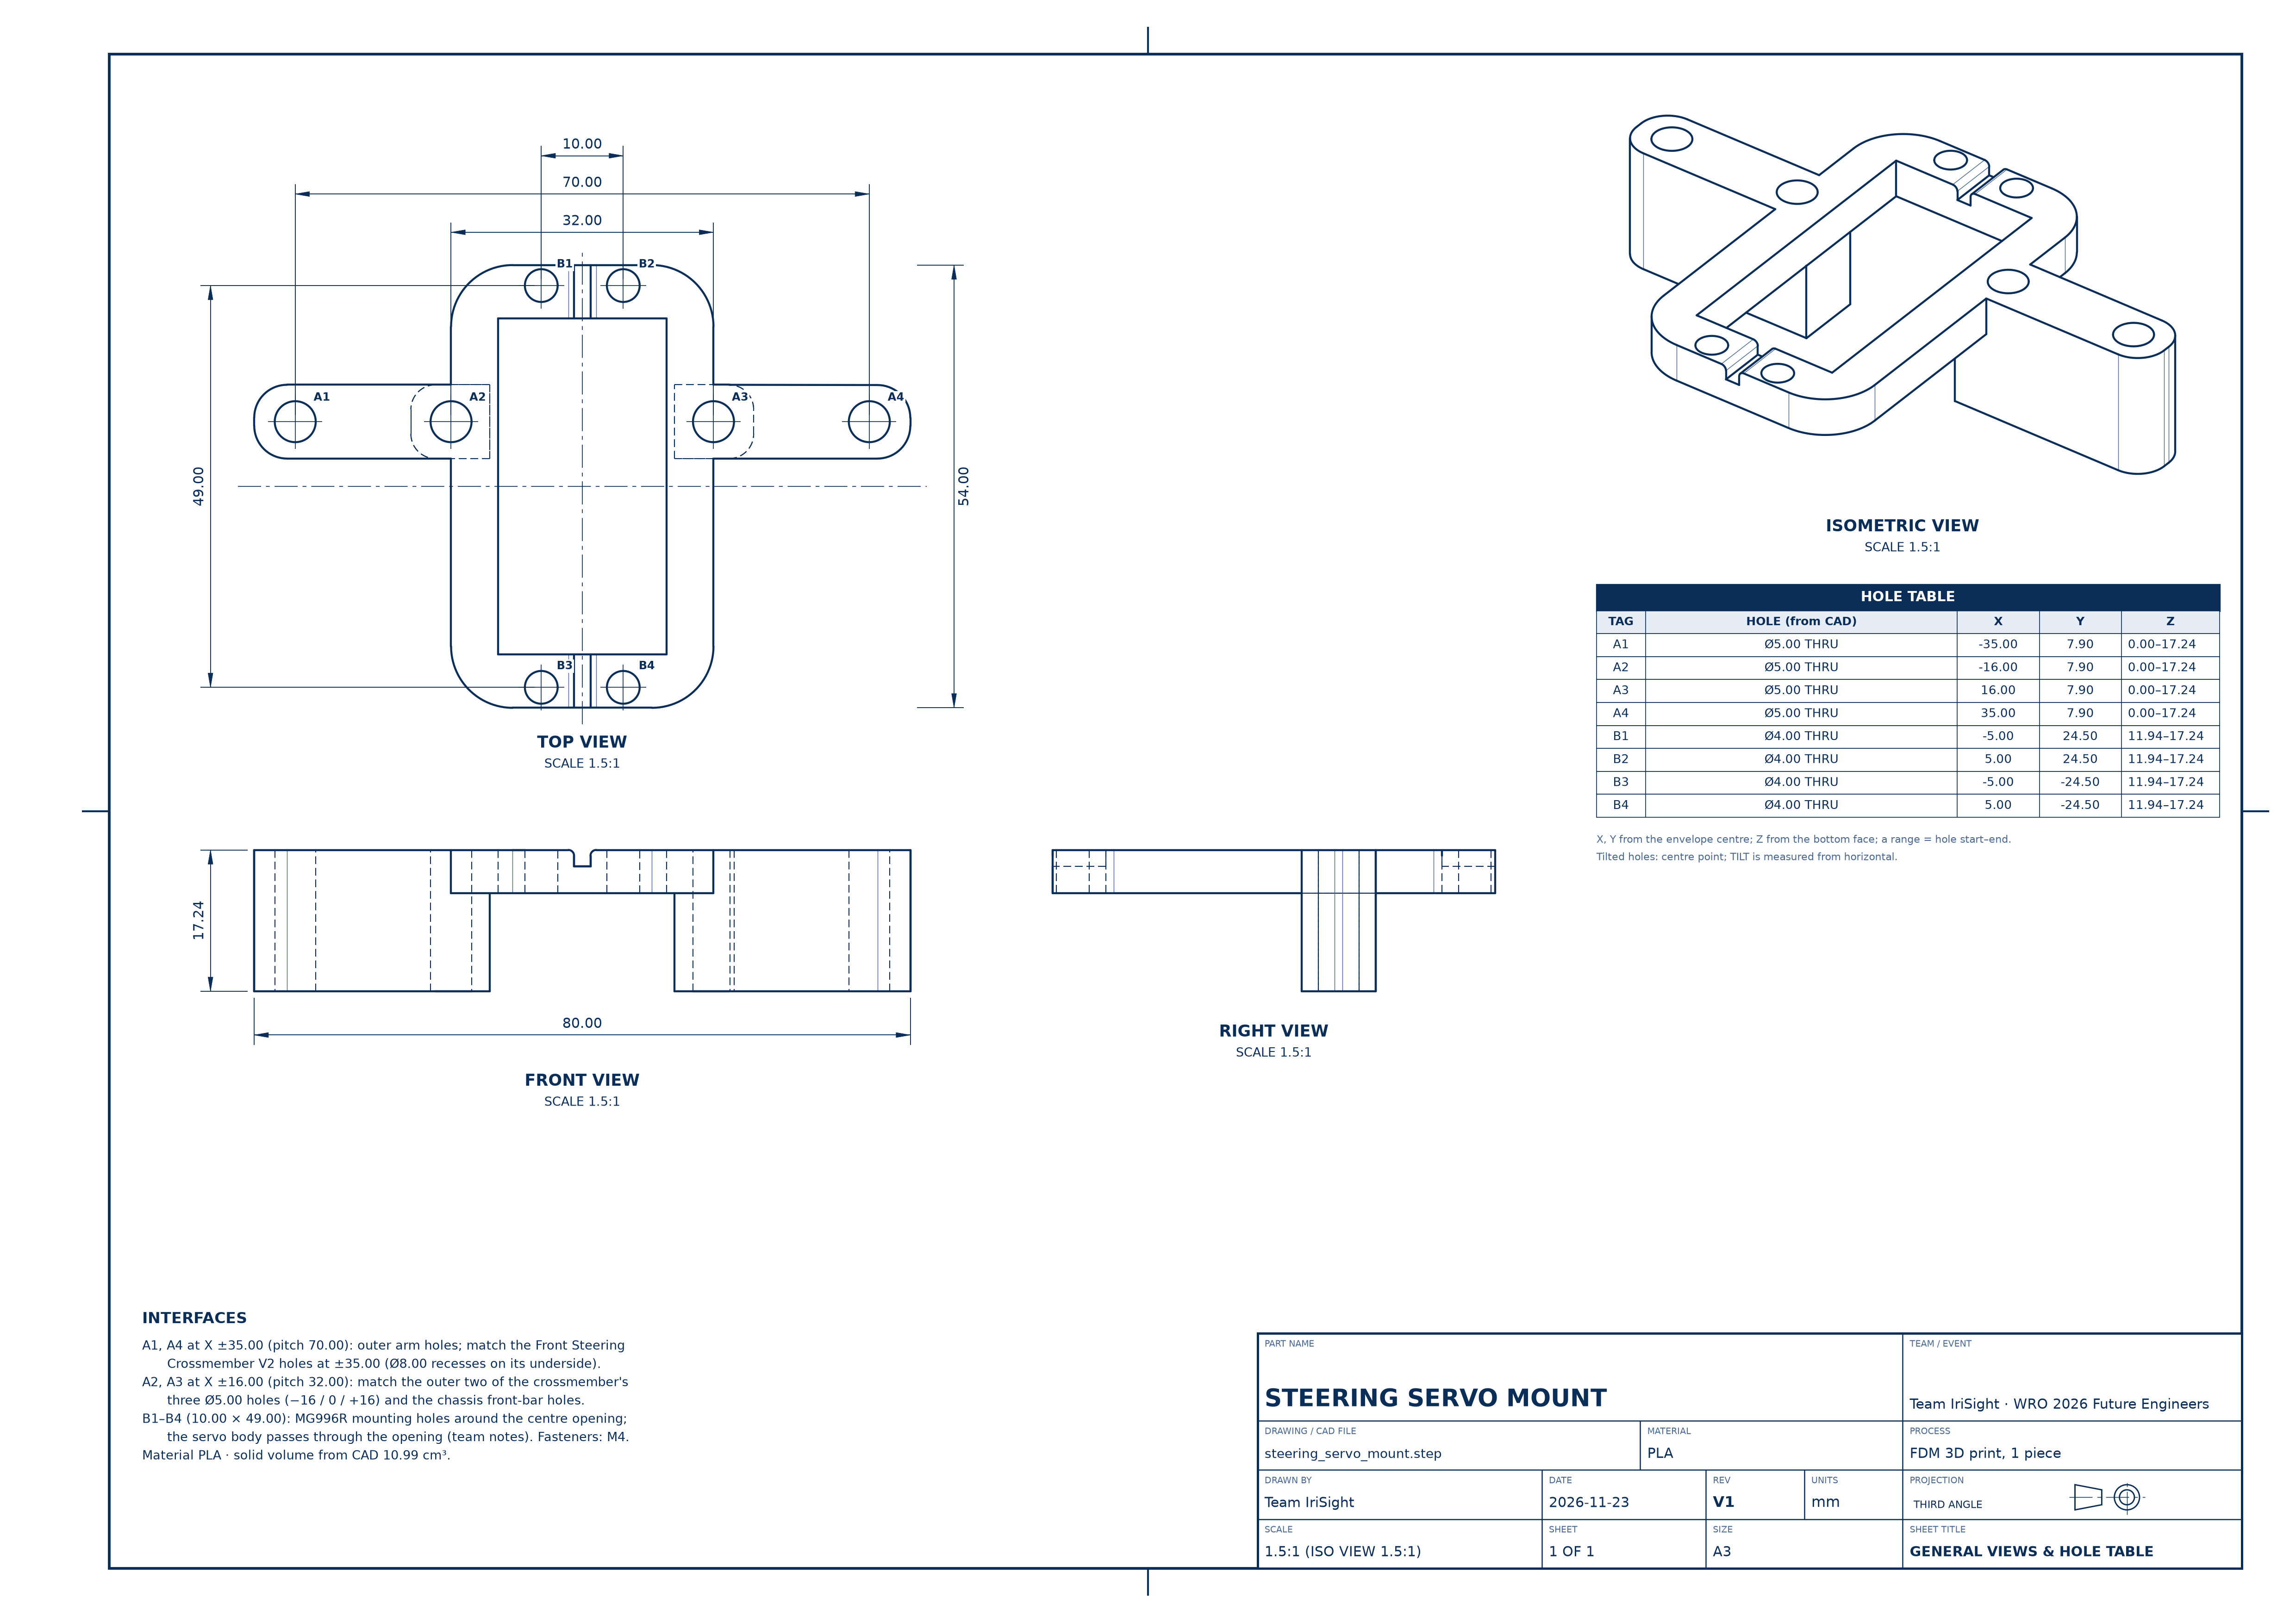 10.00
70.00
32.00
B1
B2
A1
A2
A3
A4
49.00
54.00
B3
B4
TOP VIEW
SCALE 1.5:1
ISOMETRIC VIEW
SCALE 1.5:1
HOLE TABLE
TAG HOLE (from CAD) X Y Z
A1 Ø5.00 THRU -35.00 7.90 0.00–17.24
A2 Ø5.00 THRU -16.00 7.90 0.00–17.24
A3 Ø5.00 THRU 16.00 7.90 0.00–17.24
A4 Ø5.00 THRU 35.00 7.90 0.00–17.24
B1 Ø4.00 THRU -5.00 24.50 11.94–17.24
B2 Ø4.00 THRU 5.00 24.50 11.94–17.24
B3 Ø4.00 THRU -5.00 -24.50 11.94–17.24
B4 Ø4.00 THRU 5.00 -24.50 11.94–17.24
X, Y from the envelope centre; Z from the bottom face; a range = hole start–end.
Tilted holes: centre point; TILT is measured from horizontal.
17.24
80.00
FRONT VIEW
SCALE 1.5:1
RIGHT VIEW
SCALE 1.5:1
INTERFACES
A1, A4 at X ±35.00 (pitch 70.00): outer arm holes; match the Front Steering
Crossmember V2 holes at ±35.00 (Ø8.00 recesses on its underside).
A2, A3 at X ±16.00 (pitch 32.00): match the outer two of the crossmember's
three Ø5.00 holes (−16 / 0 / +16) and the chassis front-bar holes.
B1–B4 (10.00 × 49.00): MG996R mounting holes around the centre opening;
the servo body passes through the opening (team notes). Fasteners: M4.
Material PLA · solid volume from CAD 10.99 cm³.
PART NAME
STEERING SERVO MOUNT
TEAM / EVENT
Team IriSight · WRO 2026 Future Engineers
DRAWING / CAD FILE
steering_servo_mount.step
MATERIAL
PLA
PROCESS
FDM 3D print, 1 piece
DRAWN BY
Team IriSight
DATE
2026-11-23
REV
V1
UNITS
mm
PROJECTION
THIRD ANGLE
SCALE
1.5:1 (ISO VIEW 1.5:1)
SHEET
1 OF 1
SIZE
A3
SHEET TITLE
GENERAL VIEWS & HOLE TABLE